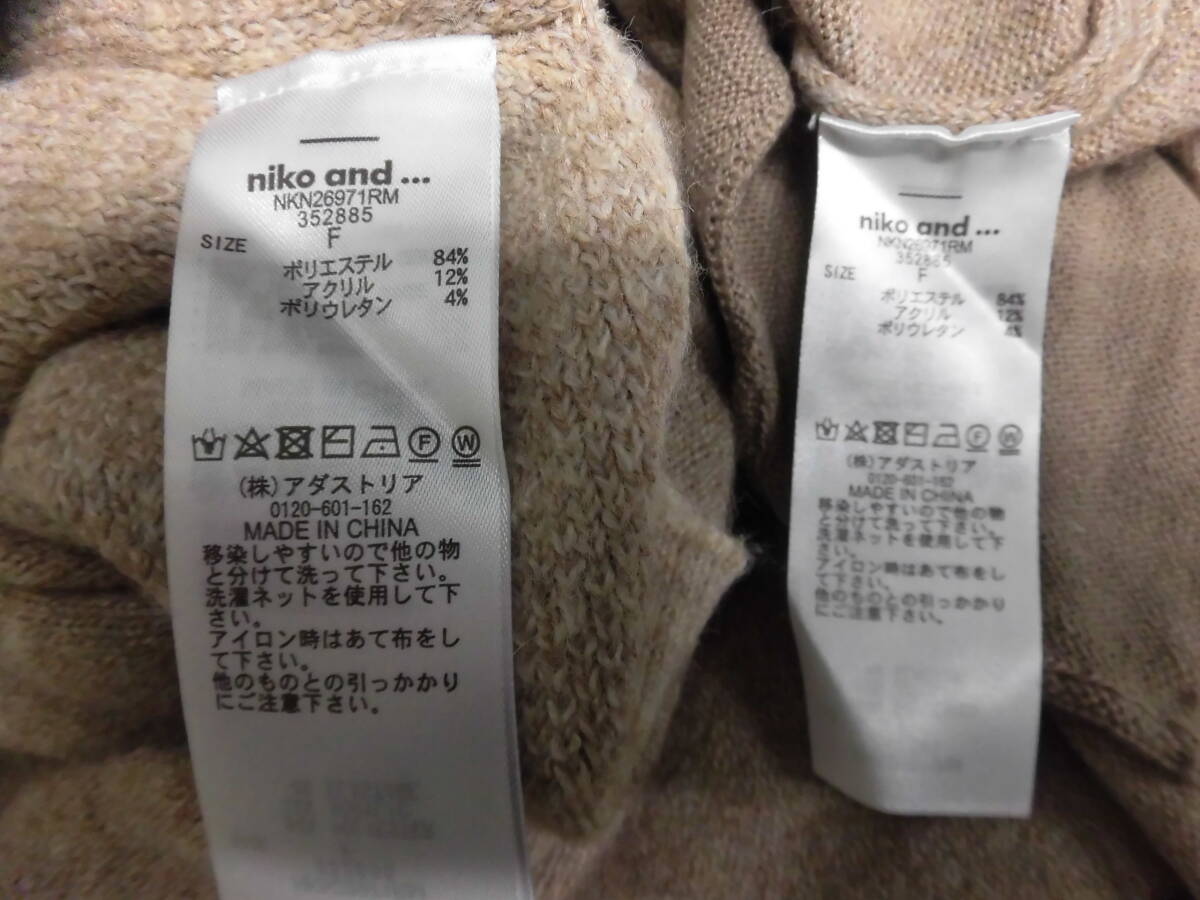 niko and ...
NKN26971RM
352885
SIZE F
ポリエステル 84%
アクリル 12%
ポリウレタン 4%
F W
(株)アダストリア
0120-601-162
MADE IN CHINA
移染しやすいので他の物
と分けて洗って下さい。
洗濯ネットを使用して下
さい。
アイロン時はあて布をし
て下さい。
他のものとの引っかかり
にご注意下さい。
niko and ...
NKN26971RM
352885
SIZE F
ポリエステル 84%
アクリル 12%
ポリウレタン 4%
F W
(株)アダストリア
0120-601-162
MADE IN CHINA
移染しやすいので他の物
と分けて洗って下さい。
洗濯ネットを使用して下
さい。
アイロン時はあて布をし
て下さい。
他のものとの引っかかり
にご注意下さい。